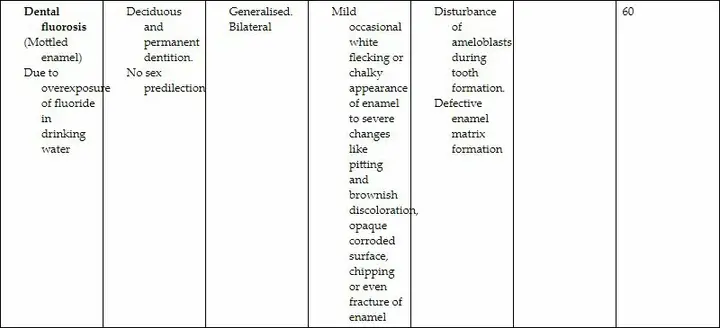 Dental
fluorosis
(Mottled
enamel)
Due to
overexposure
of fluoride
in
drinking
water
Deciduous
and
permanent
dentition.
No sex
predilection
Generalised.
Bilateral
Mild
occasional
white
flecking or
chalky
appearance
of enamel
to severe
changes
like
pitting
and
brownish
discoloration,
opaque
corroded
surface,
chipping
or even
fracture of
enamel
Disturbance
of
ameloblasts
during
tooth
formation.
Defective
enamel
matrix
formation
60